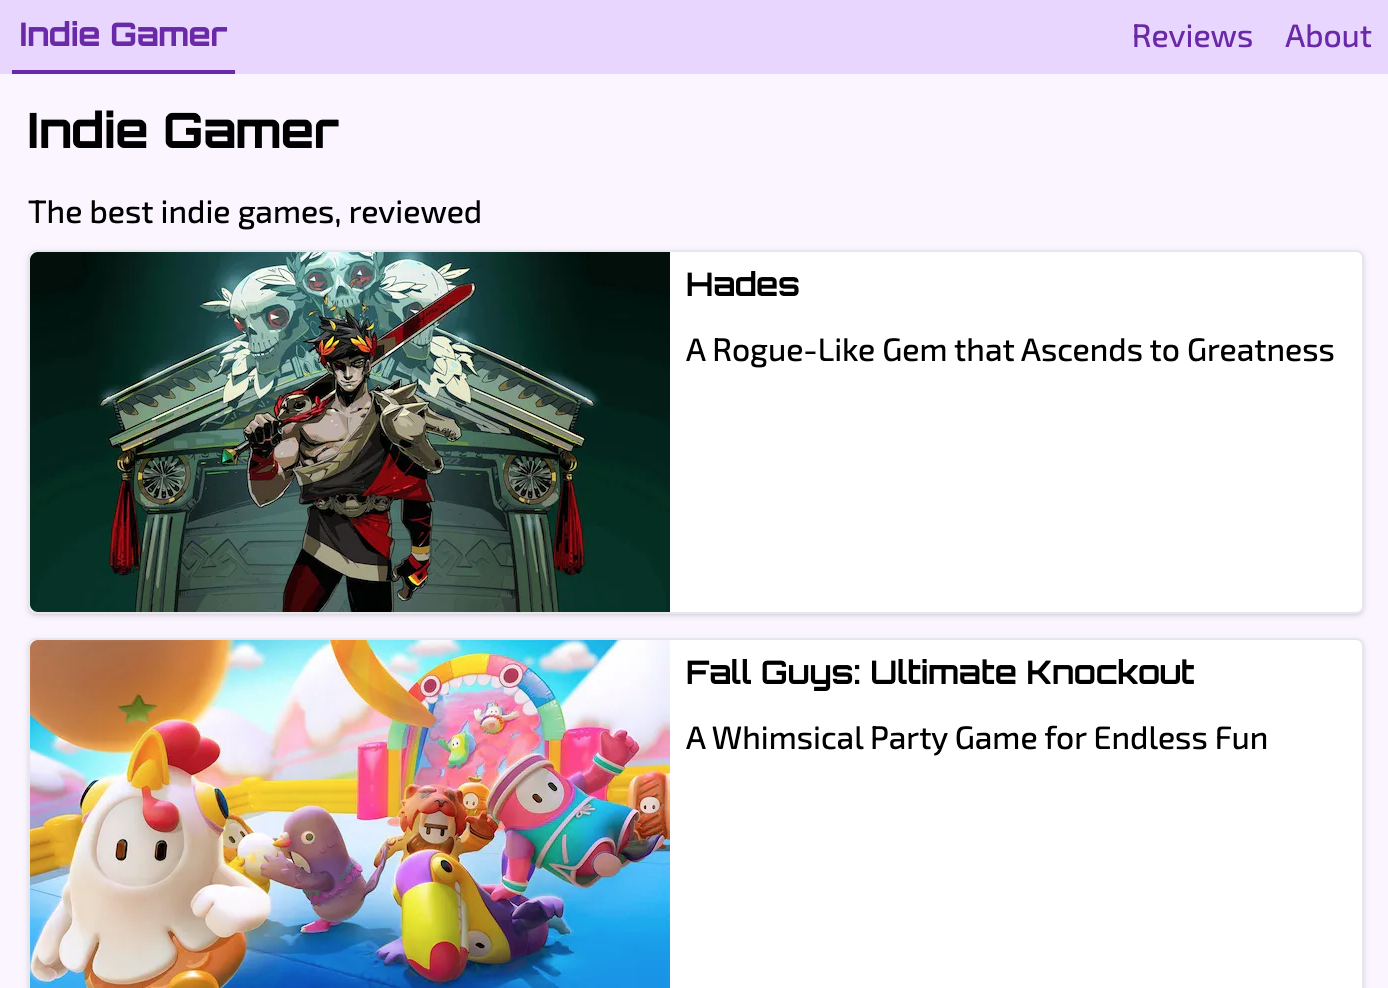 Indie Gamer
Reviews
About
Indie Gamer
The best indie games, reviewed
Hades
A Rogue-Like Gem that Ascends to Greatness
Fall Guys: Ultimate Knockout
A Whimsical Party Game for Endless Fun